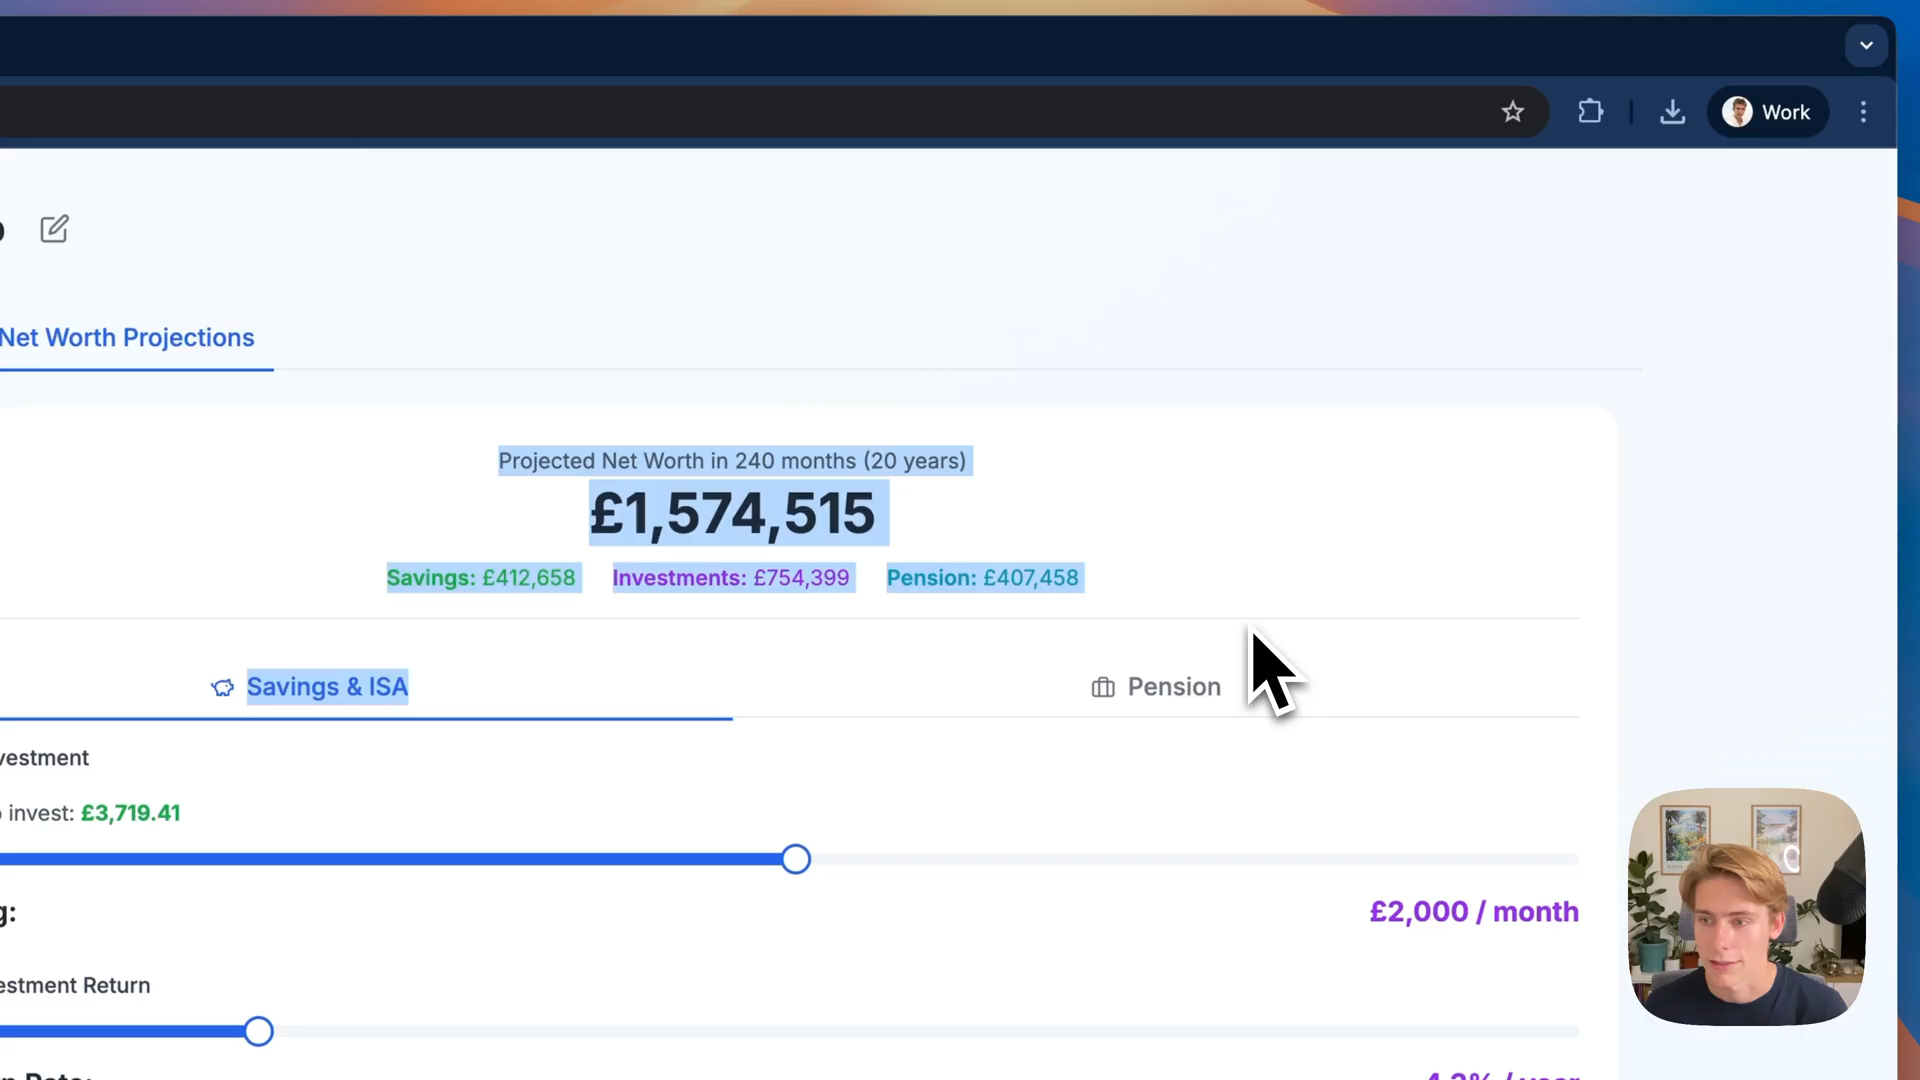 Work
Net Worth Projections
Projected Net Worth in 240 months (20 years)
£1,574,515
Savings: £412,658 Investments: £754,399 Pension: £407,458
Savings & ISA Pension
vestment
invest: £3,719.41
g:
£2,000 / month
estment Return